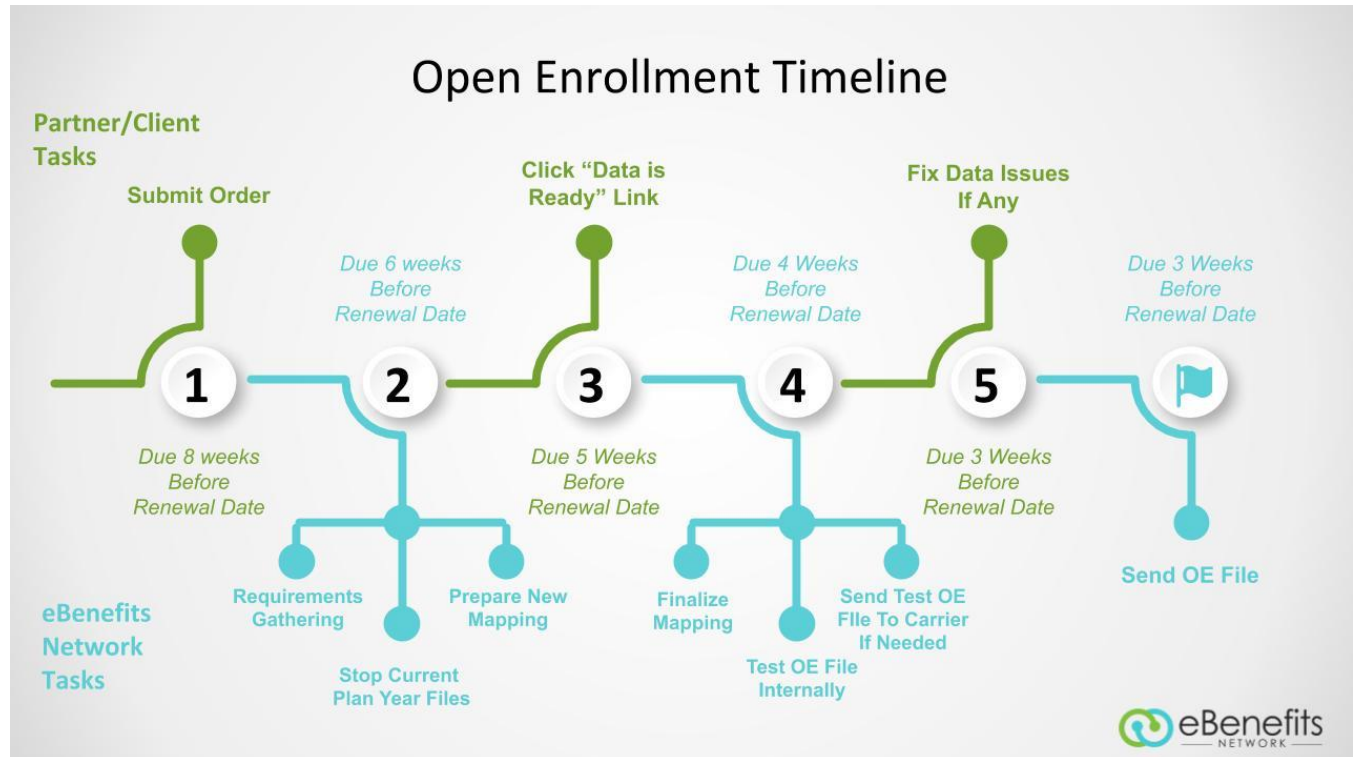 Open Enrollment Timeline
Partner/Client
Tasks
Submit Order
Click “Data is
Ready” Link
Fix Data Issues
If Any
Due 6 weeks
Before
Renewal Date
Due 4 Weeks
Before
Renewal Date
Due 3 Weeks
Before
Renewal Date
1
2
3
4
5
Due 8 weeks
Before
Renewal Date
Due 5 Weeks
Before
Renewal Date
Due 3 Weeks
Before
Renewal Date
eBenefits
Network
Tasks
Requirements
Gathering
Stop Current
Plan Year Files
Prepare New
Mapping
Finalize
Mapping
Test OE File
Internally
Send Test OE
FIle To Carrier
If Needed
Send OE File
eBenefits
NETWORK